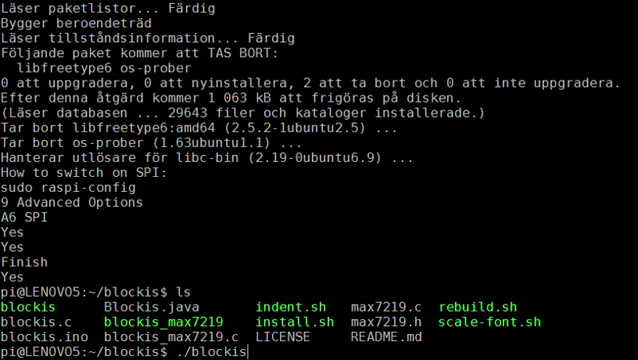 Läser paketlistor... Färdig
Bygger beroendeträd
Läser tillståndsinformation... Färdig
Följande paket kommer att TAS BORT:
  libfreetype6 os-prober
0 att uppgradera, 0 att nyinstallera, 2 att ta bort och 0 att inte uppgradera.
Efter denna åtgärd kommer 1 063 kB att frigöras på disken.
(Läser databasen ... 29643 filer och kataloger installerade.)
Tar bort libfreetype6:amd64 (2.5.2-1ubuntu2.5) ...
Tar bort os-prober (1.63ubuntu1.1) ...
Hanterar utlösare för libc-bin (2.19-0ubuntu6.9) ...
How to switch on SPI:
sudo raspi-config
9 Advanced Options
A6 SPI
Yes
Yes
Finish
Yes
pi@LENOVO5:~/blockis$ ls
blockis      Blockis.java       indent.sh   max7219.c  rebuild.sh
blockis.c    blockis_max7219    install.sh  max7219.h  scale-font.sh
blockis.ino  blockis_max7219.c  LICENSE     README.md
pi@LENOVO5:~/blockis$ ./blockis